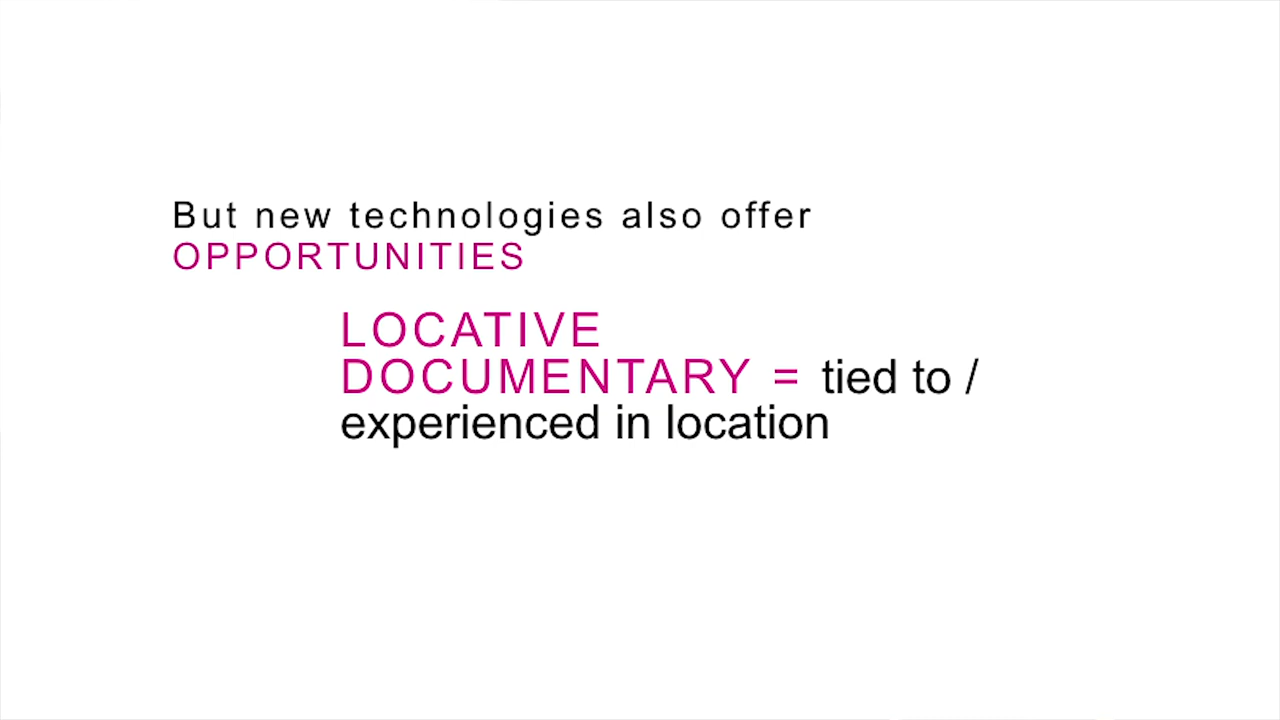 But new technologies also offer
OPPORTUNITIES
LOCATIVE
DOCUMENTARY = tied to /
experienced in location